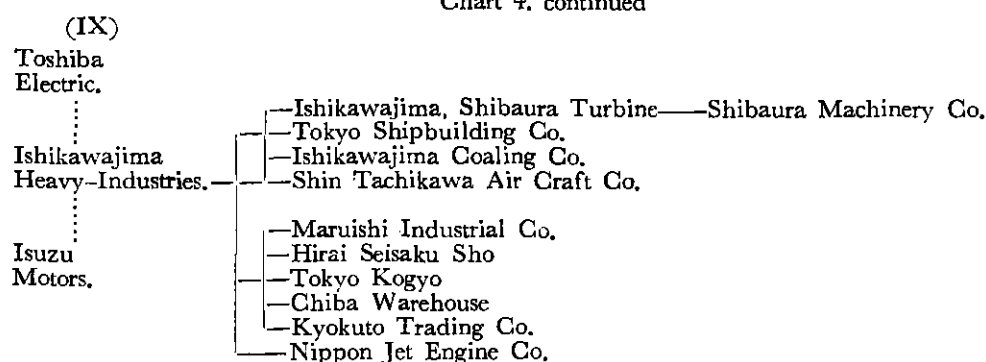 Chart 4. continued
(IX)
Toshiba
Electric.
Ishikawajima
Heavy-Industries.
Isuzu
Motors.
Ishikawajima, Shibaura Turbine
Shibaura Machinery Co.
Tokyo Shipbuilding Co.
Ishikawajima Coaling Co.
Shin Tachikawa Air Craft Co.
Maruishi Industrial Co.
Hirai Seisaku Sho
Tokyo Kogyo
Chiba Warehouse
Kyokuto Trading Co.
Nippon Jet Engine Co.